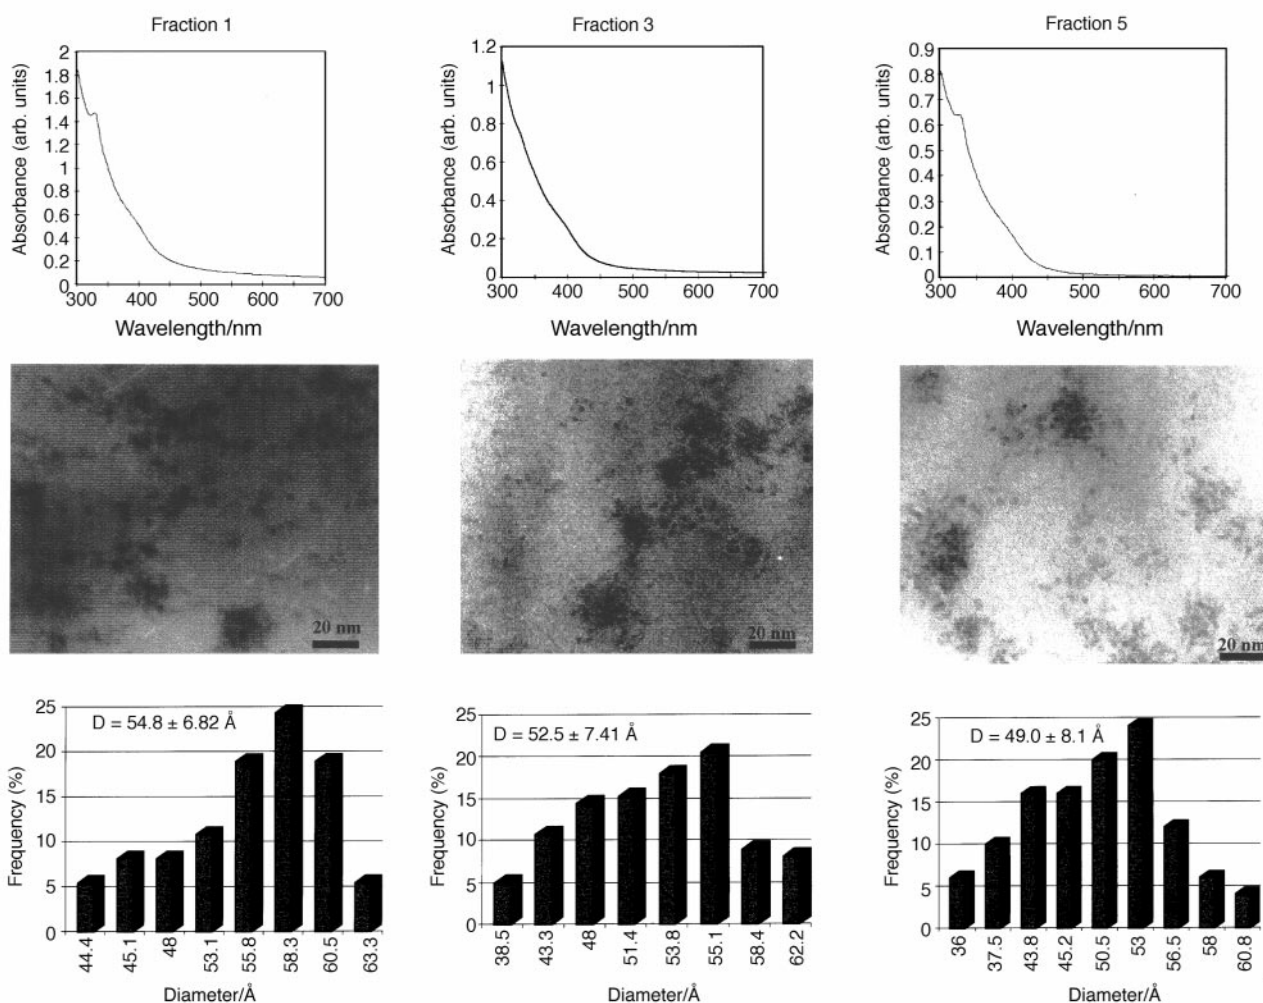 Fraction 1
Absorbance (arb. units)
2
1.8
1.6
1.4
1.2
1
0.8
0.6
0.4
0.2
0
300 400 500 600 700
Wavelength/nm
Fraction 3
Absorbance (arb. units)
1.2
1
0.8
0.6
0.4
0.2
0
300 400 500 600 700
Wavelength/nm
Fraction 5
Absorbance (arb. units)
0.9
0.8
0.7
0.6
0.5
0.4
0.3
0.2
0.1
0
300 400 500 600 700
Wavelength/nm
20 nm
20 nm
20 nm
D = 54.8 ± 6.82 Å
Frequency (%)
25
20
15
10
5
0
44.4 45.1 48 53.1 55.8 58.3 60.5 63.3
Diameter/Å
D = 52.5 ± 7.41 Å
Frequency (%)
25
20
15
10
5
0
38.5 43.3 48 51.4 53.8 55.1 58.4 62.2
Diameter/Å
D = 49.0 ± 8.1 Å
Frequency (%)
25
20
15
10
5
0
36 37.5 43.8 45.2 50.5 53 56.5 58 60.8
Diameter/Å